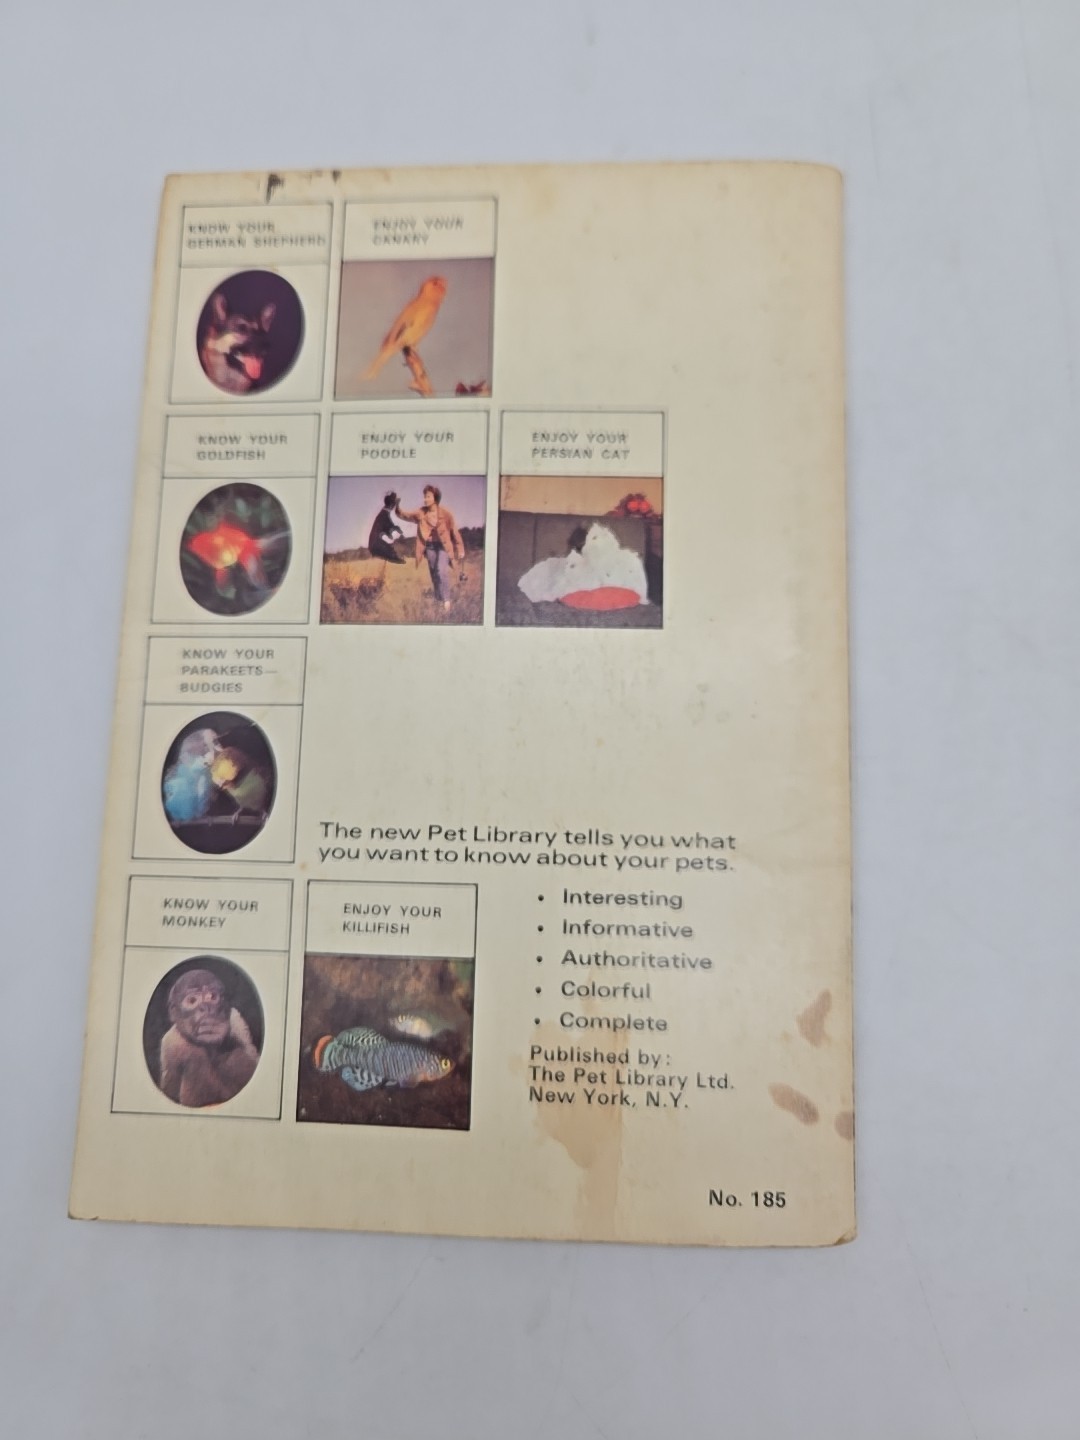 KNOW YOUR
GERMAN SHEPHERD
ENJOY YOUR
CANARY
KNOW YOUR
GOLDFISH
ENJOY YOUR
POODLE
ENJOY YOUR
PERSIAN CAT
KNOW YOUR
PARAKEETS—
BUDGIES
The new Pet Library tells you what
you want to know about your pets.
KNOW YOUR
MONKEY
ENJOY YOUR
KILLIFISH
• Interesting
• Informative
• Authoritative
• Colorful
• Complete
Published by:
The Pet Library Ltd.
New York, N.Y.
No. 185